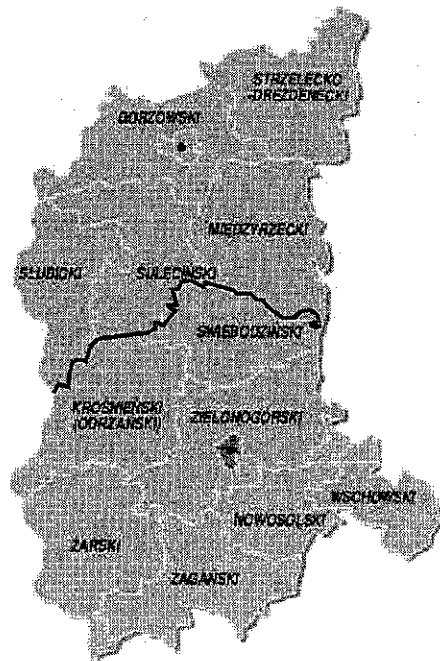 STRZELECKO
-DREZDENECKI
GORZOWSKI
MIĘDZYRZECKI
SŁUBICKI
SULĘCIŃSKI
ŚWIEBODZIŃSKI
KROŚNIEŃSKI
(ODRZAŃSKI)
ZIELONOGÓRSKI
WSCHOWSKI
NOWOSOLSKI
ŻARSKI
ŻAGAŃSKI